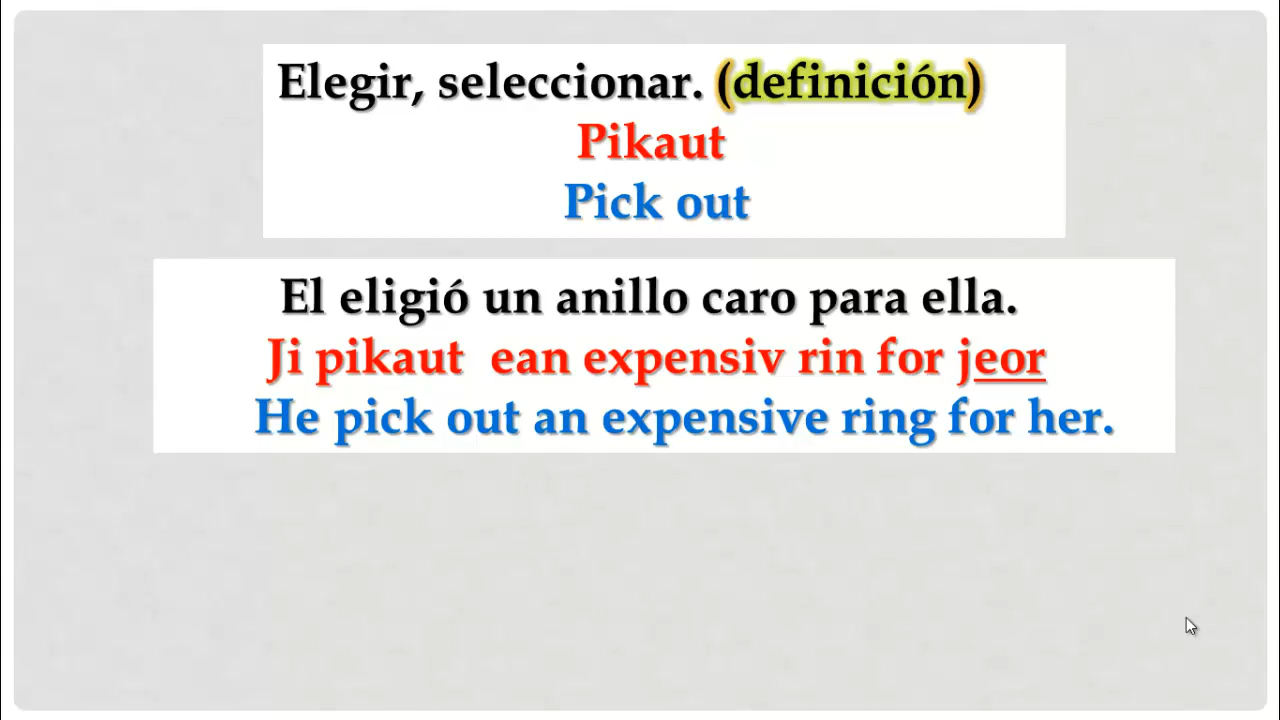 Elegir, seleccionar. (definición)
Pikaut
Pick out
El eligió un anillo caro para ella.
Ji pikaut ean expensiv rin for jeor
He pick out an expensive ring for her.